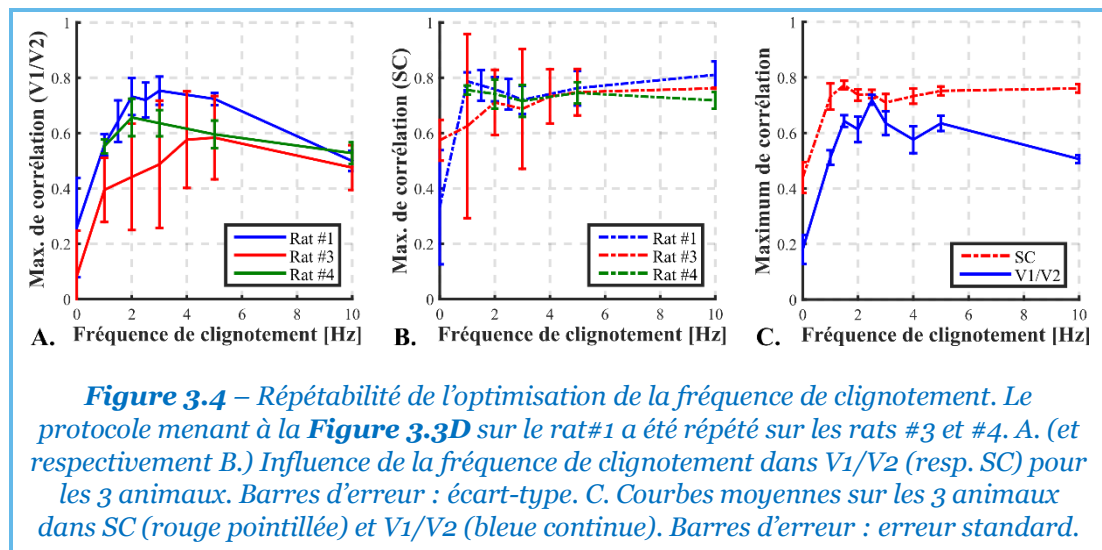 1
0.8
0.6
0.4
0.2
0
Max. de corrélation (V1/V2)
Rat #1
Rat #3
Rat #4
0 2 4 6 8 10
A. Fréquence de clignotement [Hz]
1
0.8
0.6
0.4
0.2
0
Max. de corrélation (SC)
Rat #1
Rat #3
Rat #4
0 2 4 6 8 10
B. Fréquence de clignotement [Hz]
1
0.8
0.6
0.4
0.2
0
Maximum de corrélation
SC
V1/V2
0 2 4 6 8 10
C. Fréquence de clignotement [Hz]
Figure 3.4 – Répétabilité de l’optimisation de la fréquence de clignotement. Le
protocole menant à la Figure 3.3D sur le rat#1 a été répété sur les rats #3 et #4. A. (et
respectivement B.) Influence de la fréquence de clignotement dans V1/V2 (resp. SC) pour
les 3 animaux. Barres d’erreur : écart-type. C. Courbes moyennes sur les 3 animaux
dans SC (rouge pointillée) et V1/V2 (bleue continue). Barres d’erreur : erreur standard.